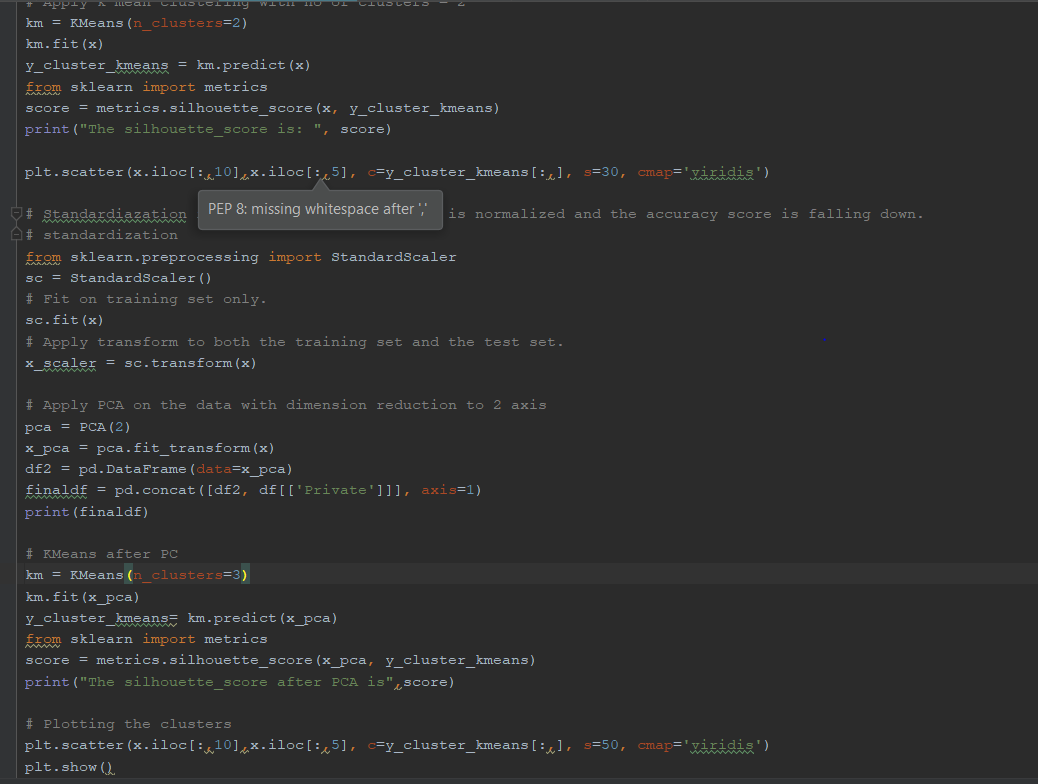 # Apply k mean clustering with no of clusters = 2
km = KMeans(n_clusters=2)
km.fit(x)
y_cluster_kmeans = km.predict(x)
from sklearn import metrics
score = metrics.silhouette_score(x, y_cluster_kmeans)
print("The silhouette_score is: ", score)
plt.scatter(x.iloc[:,10],x.iloc[:,5], c=y_cluster_kmeans[:,], s=30, cmap='viridis')
PEP 8: missing whitespace after ','
# Standardiazation is normalized and the accuracy score is falling down.
# standardization
from sklearn.preprocessing import StandardScaler
sc = StandardScaler()
# Fit on training set only.
sc.fit(x)
# Apply transform to both the training set and the test set.
x_scaler = sc.transform(x)
# Apply PCA on the data with dimension reduction to 2 axis
pca = PCA(2)
x_pca = pca.fit_transform(x)
df2 = pd.DataFrame(data=x_pca)
finaldf = pd.concat([df2, df[['Private']]], axis=1)
print(finaldf)
# KMeans after PC
km = KMeans(n_clusters=3)
km.fit(x_pca)
y_cluster_kmeans= km.predict(x_pca)
from sklearn import metrics
score = metrics.silhouette_score(x_pca, y_cluster_kmeans)
print("The silhouette_score after PCA is",score)
# Plotting the clusters
plt.scatter(x.iloc[:,10],x.iloc[:,5], c=y_cluster_kmeans[:,], s=50, cmap='viridis')
plt.show()